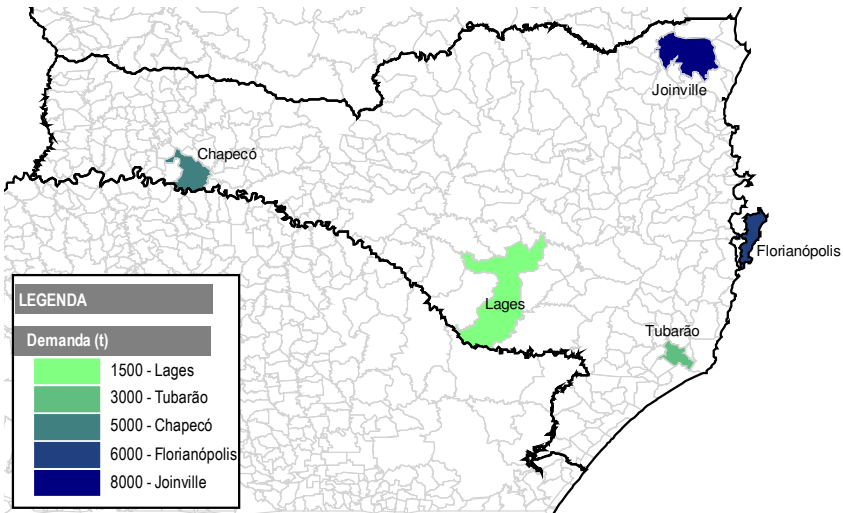 Joinville
Chapecó
Florianópolis
Lages
Tubarão
LEGENDA
Demanda (t)
1500 - Lages
3000 - Tubarão
5000 - Chapecó
6000 - Florianópolis
8000 - Joinville